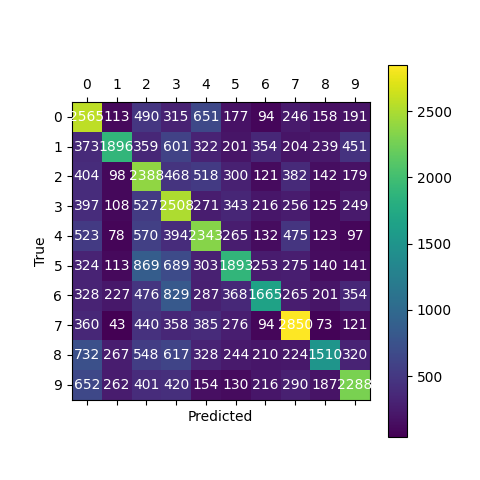 0 1 2 3 4 5 6 7 8 9
0 2565 113 490 315 651 177 94 246 158 191
1 373 1896 359 601 322 201 354 204 239 451
2 404 98 2388 468 518 300 121 382 142 179
3 397 108 527 2508 271 343 216 256 125 249
4 523 78 570 394 2343 265 132 475 123 97
5 324 113 869 689 303 1893 253 275 140 141
6 328 227 476 829 287 368 1665 265 201 354
7 360 43 440 358 385 276 94 2850 73 121
8 732 267 548 617 328 244 210 224 1510 320
9 652 262 401 420 154 130 216 290 187 2288
True
Predicted
2500
2000
1500
1000
500